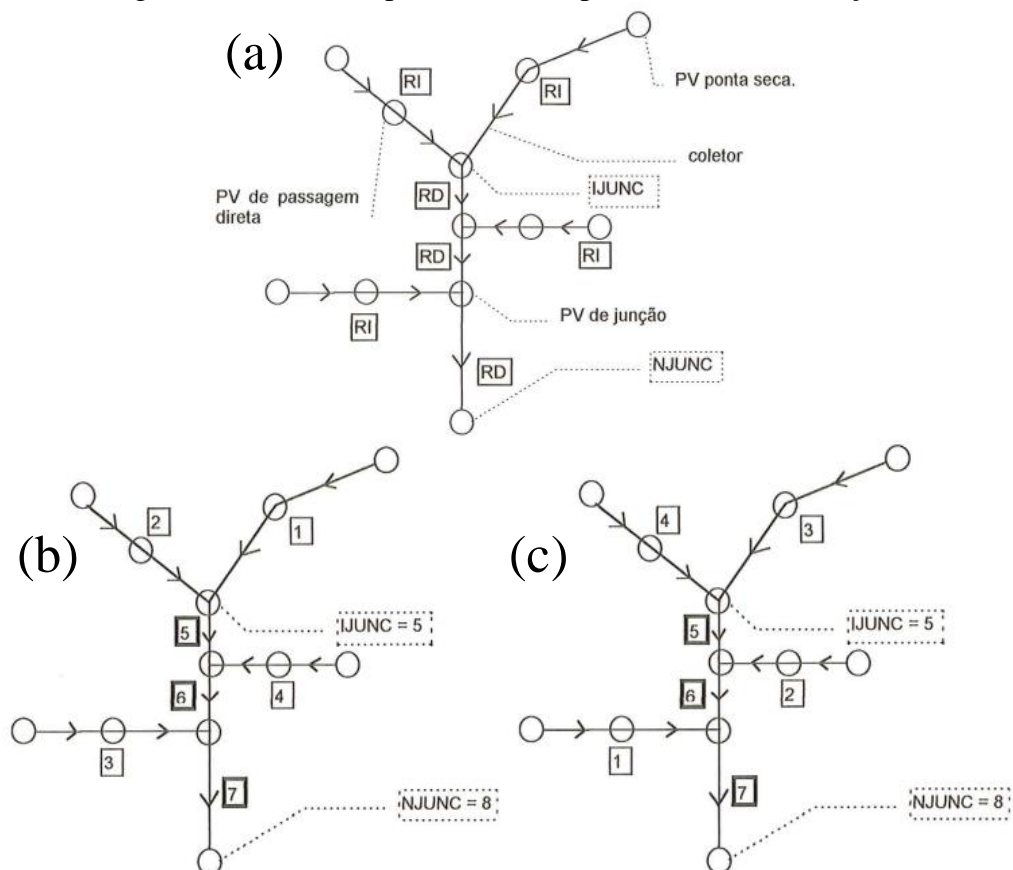 (a)
RI
RI
PV ponta seca.
coletor
IJUNC
PV de passagem
direta
RD
RD
RI
RI
PV de junção
RD
NJUNC
(b)
2
1
5
IJUNC = 5
6
4
3
7
NJUNC = 8
(c)
4
3
5
IJUNC = 5
6
2
1
7
NJUNC = 8